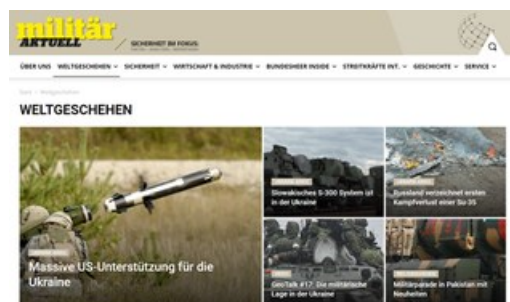 militär
AKTUELL
SICHERHEIT IM FOKUS.
ÜBER UNS WELTGESCHEHEN SICHERHEIT WIRTSCHAFT & INDUSTRIE BUNDESHEER INSIDE STREITKRÄFTE INT. GESCHICHTE SERVICE
Start Weltgeschehen
WELTGESCHEHEN
Massive US-Unterstützung für die
Ukraine
Slowakisches S-300 System ist
in der Ukraine
Russland verzeichnet ersten
Kampfverlust einer Su-35
GeoTalk #17: Die militärische
Lage in der Ukraine
Militärparade in Pakistan mit
Neuheiten